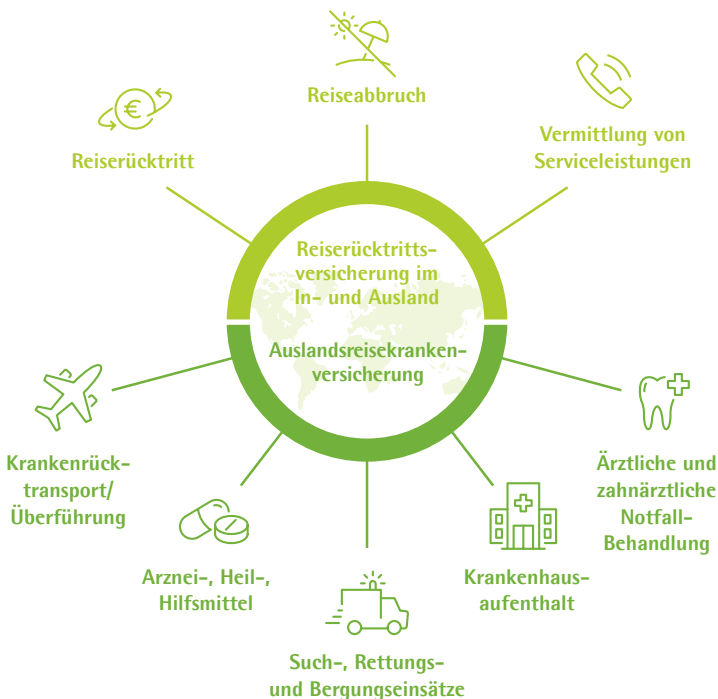 Reiseabbruch
Reiserücktritt
Vermittlung von
Serviceleistungen
Reiserücktritts-
versicherung im
In- und Ausland
Auslandsreisekranken-
versicherung
Krankenrück-
transport/
Überführung
Arznei-, Heil-,
Hilfsmittel
Such-, Rettungs-
und Bergungseinsätze
Krankenhaus-
aufenthalt
Ärztliche und
zahnärztliche
Notfall-
Behandlung